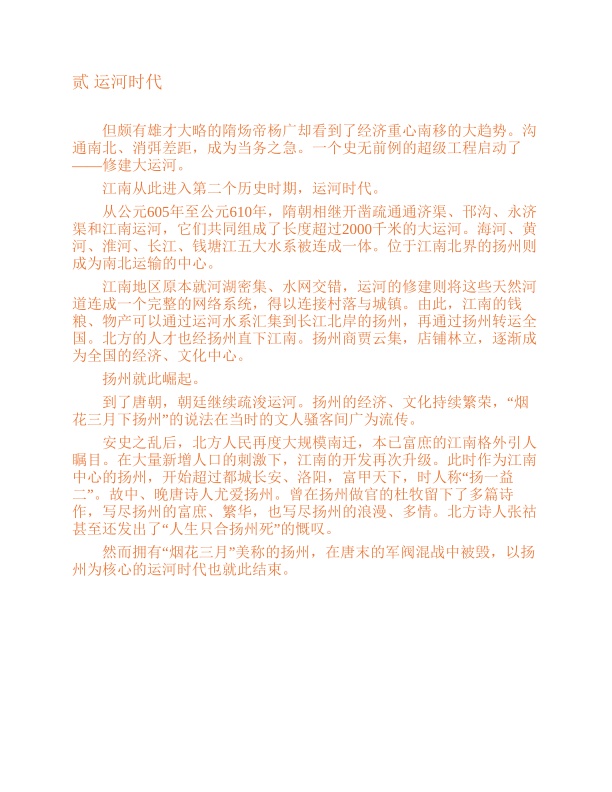 贰 运河时代
但颇有雄才大略的隋炀帝杨广却看到了经济重心南移的大趋势。沟
通南北、消弭差距，成为当务之急。一个史无前例的超级工程启动了
——修建大运河。
江南从此进入第二个历史时期，运河时代。
从公元605年至公元610年，隋朝相继开凿疏通通济渠、邗沟、永济
渠和江南运河，它们共同组成了长度超过2000千米的大运河。海河、黄
河、淮河、长江、钱塘江五大水系被连成一体。位于江南北界的扬州则
成为南北运输的中心。
江南地区原本就河湖密集、水网交错，运河的修建则将这些天然河
道连成一个完整的网络系统，得以连接村落与城镇。由此，江南的钱
粮、物产可以通过运河水系汇集到长江北岸的扬州，再通过扬州转运全
国。北方的人才也经扬州直下江南。扬州商贾云集，店铺林立，逐渐成
为全国的经济、文化中心。
扬州就此崛起。
到了唐朝，朝廷继续疏浚运河。扬州的经济、文化持续繁荣，“烟
花三月下扬州”的说法在当时的文人骚客间广为流传。
安史之乱后，北方人民再度大规模南迁，本已富庶的江南格外引人
瞩目。在大量新增人口的刺激下，江南的开发再次升级。此时作为江南
中心的扬州，开始超过都城长安、洛阳，富甲天下，时人称“扬一益
二”。故中、晚唐诗人尤爱扬州。曾在扬州做官的杜牧留下了多篇诗
作，写尽扬州的富庶、繁华，也写尽扬州的浪漫、多情。北方诗人张祜
甚至还发出了“人生只合扬州死”的慨叹。
然而拥有“烟花三月”美称的扬州，在唐末的军阀混战中被毁，以扬
州为核心的运河时代也就此结束。